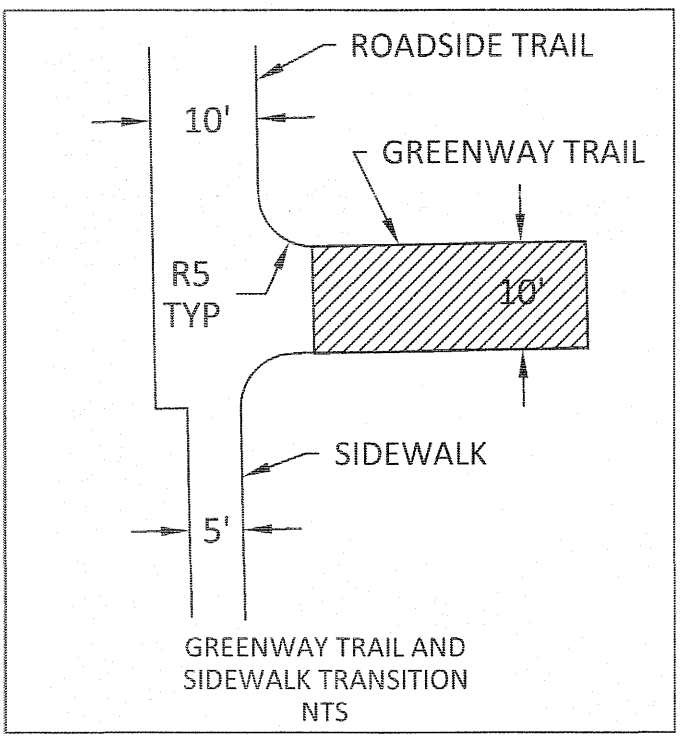 ROADSIDE TRAIL
10'
GREENWAY TRAIL
R5
TYP
10'
SIDEWALK
5'
GREENWAY TRAIL AND
SIDEWALK TRANSITION
NTS